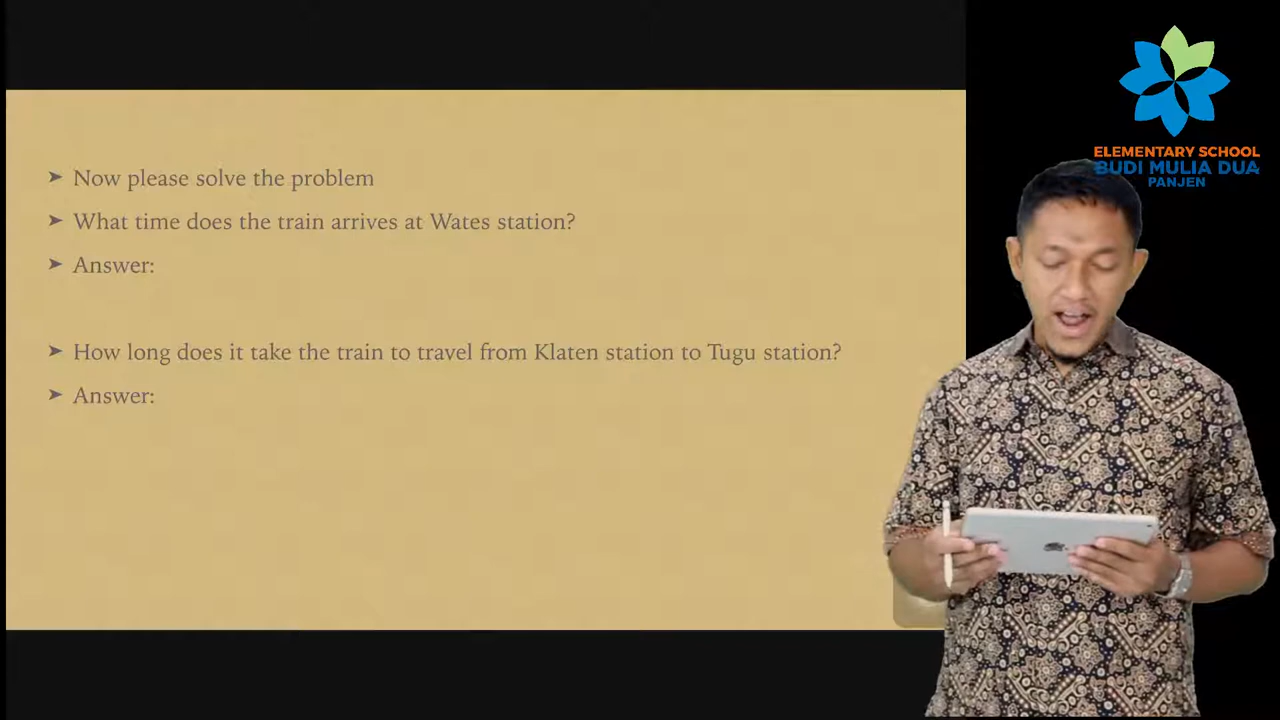 ➤ Now please solve the problem
➤ What time does the train arrives at Wates station?
➤ Answer:
➤ How long does it take the train to travel from Klaten station to Tugu station?
➤ Answer:
ELEMENTARY SCHOOL
BUDI MULIA DUA
PANJEN